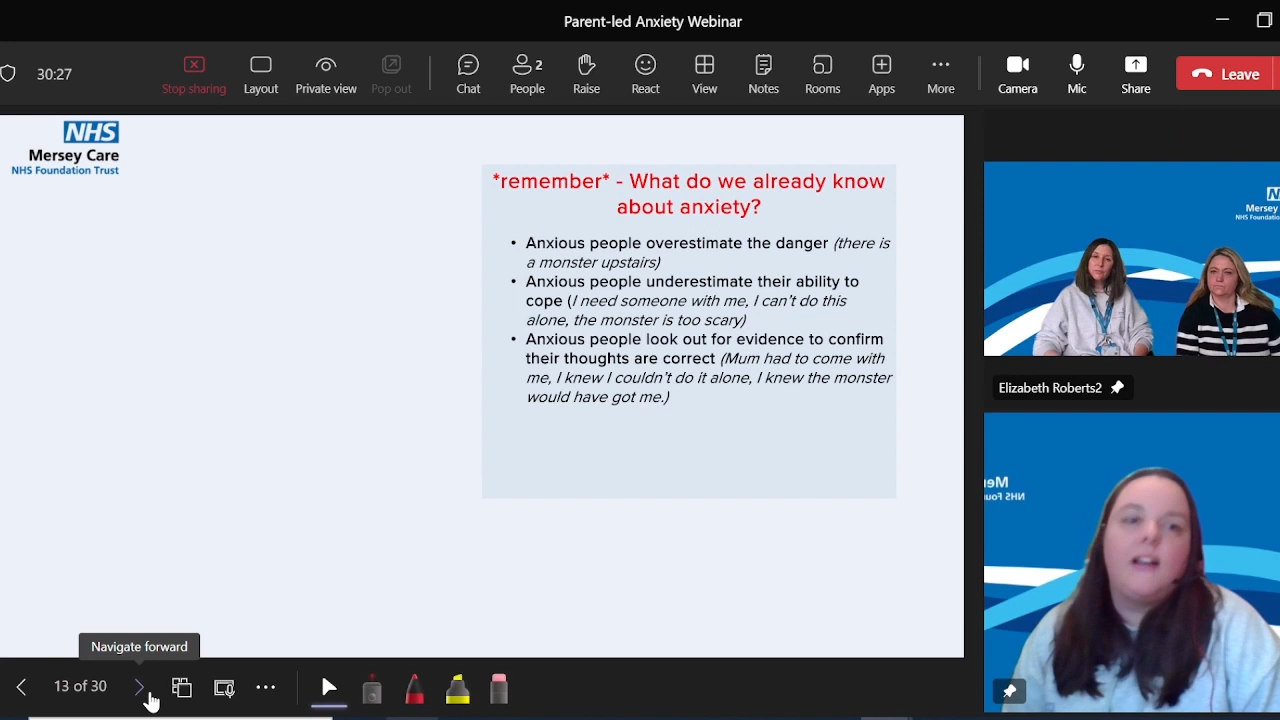 Parent-led Anxiety Webinar
30:27
Stop sharing
Layout
Private view
Pop out
Chat
2
People
Raise
React
View
Notes
Rooms
Apps
More
Camera
Mic
Share
Leave
NHS
Mersey Care
NHS Foundation Trust
*remember* - What do we already know
about anxiety?
• Anxious people overestimate the danger (there is
a monster upstairs)
• Anxious people underestimate their ability to
cope (I need someone with me, I can't do this
alone, the monster is too scary)
• Anxious people look out for evidence to confirm
their thoughts are correct (Mum had to come with
me, I knew I couldn't do it alone, I knew the monster
would have got me.)
Mersey
Elizabeth Roberts2
Navigate forward
13 of 30